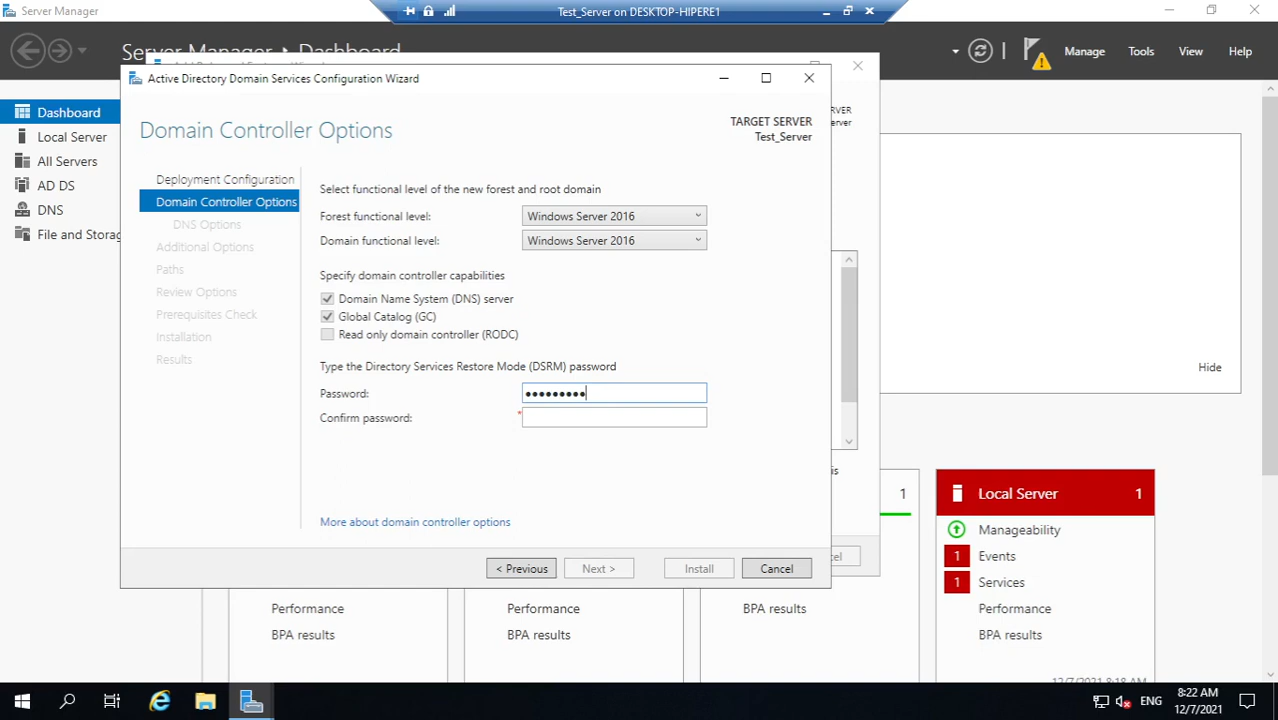 Server Manager
Test_Server on DESKTOP-HIPERE1
Server Manager
Dashboard
Manage
Tools
View
Help
Active Directory Domain Services Configuration Wizard
Domain Controller Options
TARGET SERVER
Test_Server
Dashboard
Local Server
All Servers
AD DS
DNS
File and Storag
Deployment Configuration
Domain Controller Options
DNS Options
Additional Options
Paths
Review Options
Prerequisites Check
Installation
Results
Select functional level of the new forest and root domain
Forest functional level:
Windows Server 2016
Domain functional level:
Windows Server 2016
Specify domain controller capabilities
Domain Name System (DNS) server
Global Catalog (GC)
Read only domain controller (RODC)
Type the Directory Services Restore Mode (DSRM) password
Password:
●●●●●●●●●
Confirm password:
*
More about domain controller options
< Previous
Next >
Install
Cancel
Hide
1
Local Server
1
Manageability
1
Events
1
Services
Performance
BPA results
Performance
BPA results
Performance
BPA results
BPA results
12/7/2021 8:18 AM
ENG
8:22 AM
12/7/2021